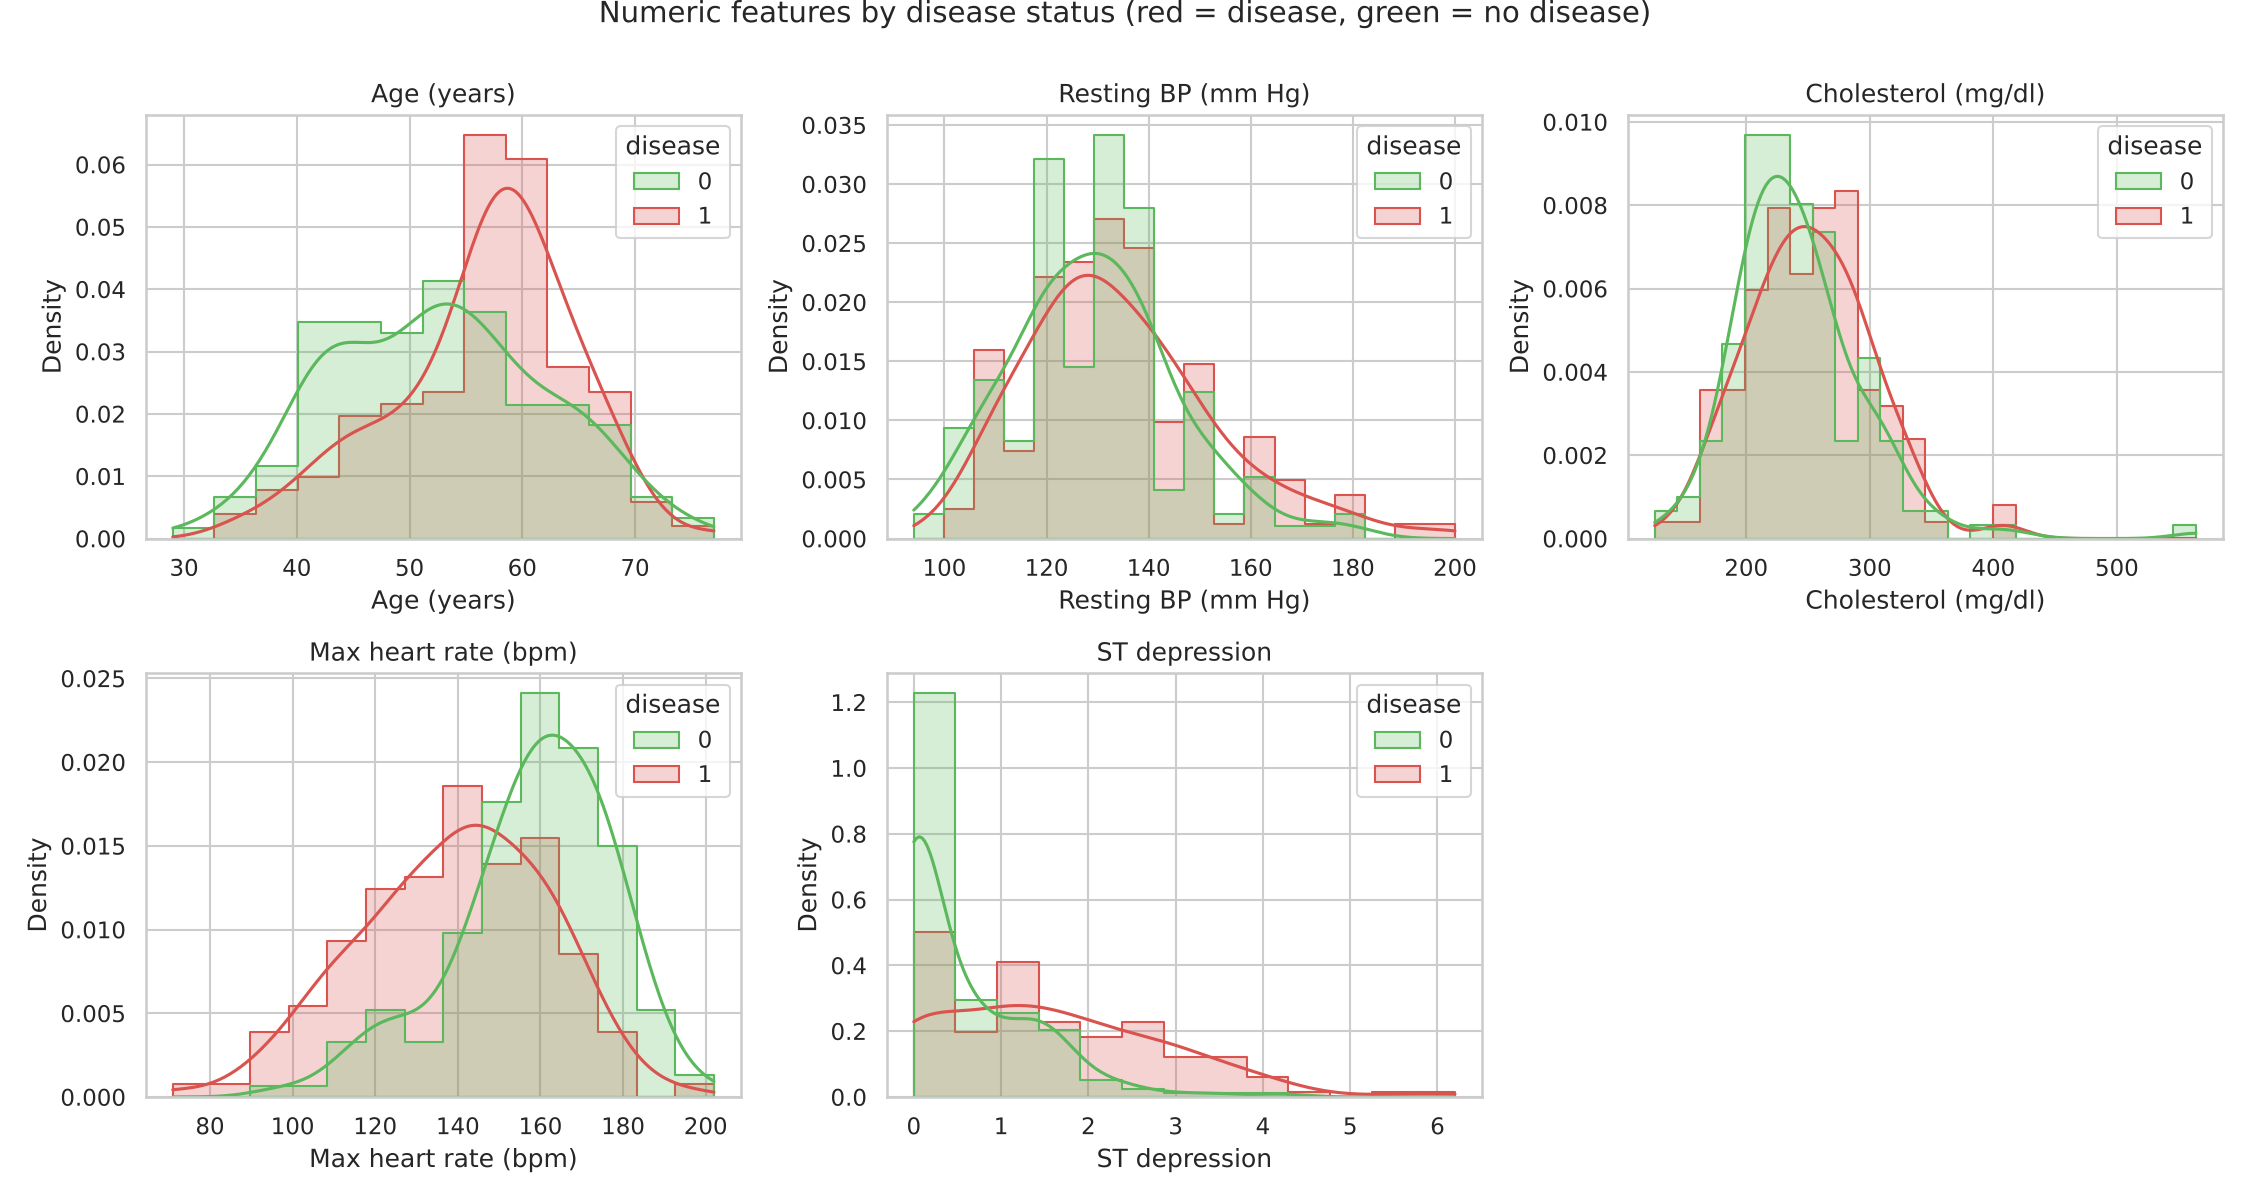 Numeric features by disease status (red = disease, green = no disease)
Age (years)
disease
0
1
Density
0.06
0.05
0.04
0.03
0.02
0.01
0.00
30 40 50 60 70
Age (years)
Resting BP (mm Hg)
disease
0
1
Density
0.035
0.030
0.025
0.020
0.015
0.010
0.005
0.000
100 120 140 160 180 200
Resting BP (mm Hg)
Cholesterol (mg/dl)
disease
0
1
Density
0.010
0.008
0.006
0.004
0.002
0.000
200 300 400 500
Cholesterol (mg/dl)
Max heart rate (bpm)
disease
0
1
Density
0.025
0.020
0.015
0.010
0.005
0.000
80 100 120 140 160 180 200
Max heart rate (bpm)
ST depression
disease
0
1
Density
1.2
1.0
0.8
0.6
0.4
0.2
0.0
0 1 2 3 4 5 6
ST depression